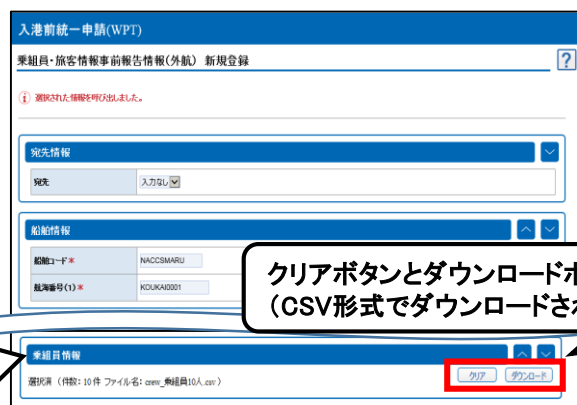 入港前統一申請(WPT)
乗組員・旅客情報事前報告情報(外航) 新規登録
?
i 選択された情報を呼び出しました。
宛先情報
宛先 入力なし
船舶情報
船舶コード* NACCSMARU
航海番号(1)* KOUKAI0001
クリアボタンとダウンロードボ
(CSV形式でダウンロードされ
乗組員情報
選択済 (件数: 10 件 ファイル名: crew_乗組員10人.csv)
クリア ダウンロード